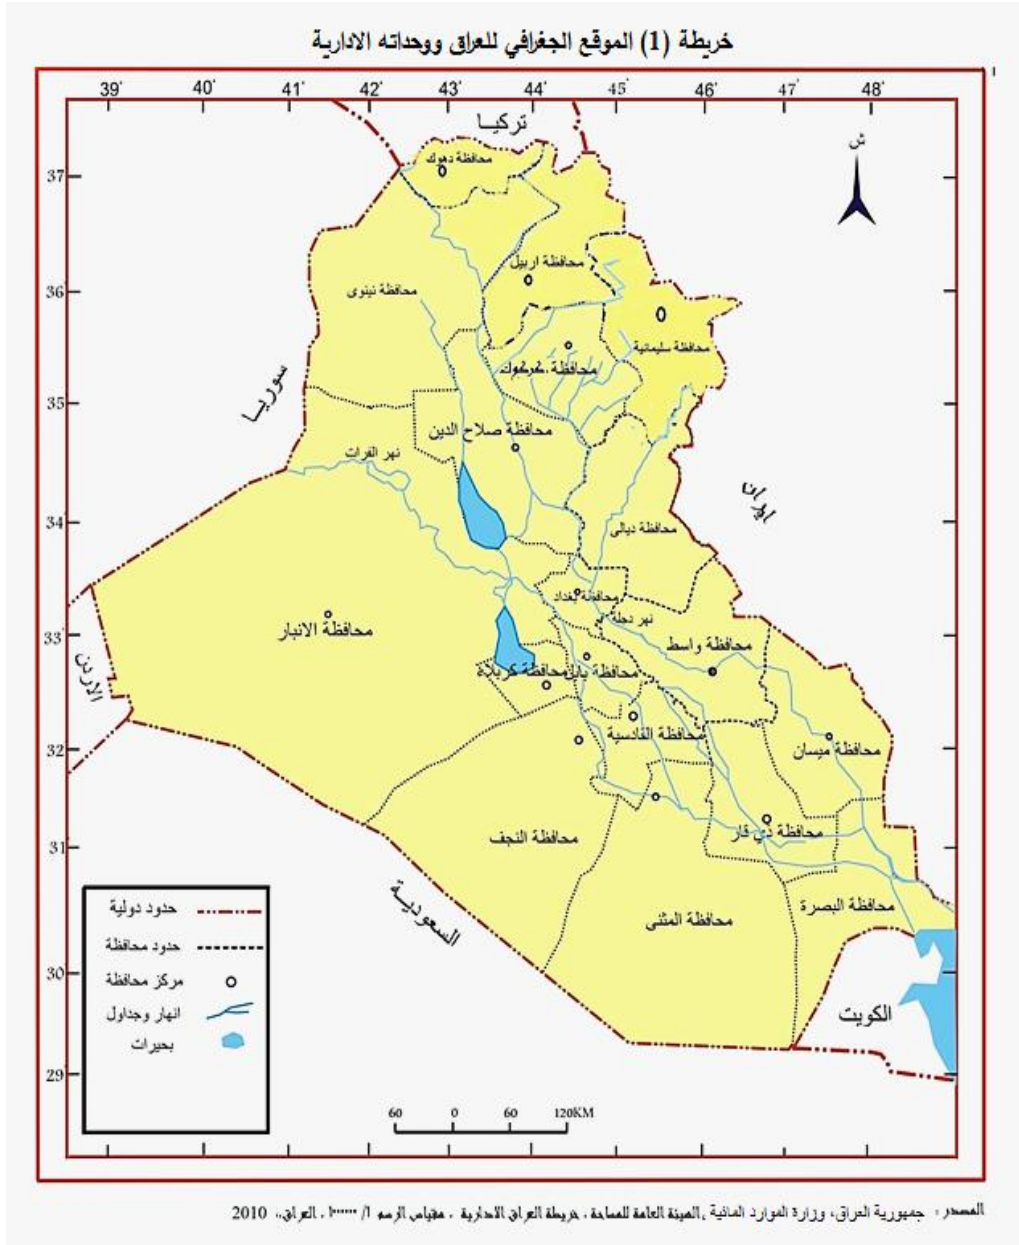 خريطة (1) الموقع الجغرافي للعراق ووحداته الادارية
39' 40' 41' 42' 43' 44' 45' 46' 47' 48'
تركيا
ش
37
محافظة دهوك
محافظة اربيل
36
محافظة نينوى
محافظة سليمانية
محافظة كركوك
سوريا
35
محافظة صلاح الدين
نهر الفرات
ايران
34
محافظة ديالى
محافظة بغداد
نهر دجلة
33
محافظة الانبار
محافظة واسط
الاردن
محافظة كربلاء
محافظة بابل
محافظة القادسية
32
محافظة ميسان
محافظة ذي قار
محافظة النجف
31
السعودية
محافظة المثنى
محافظة البصرة
حدود دولية
حدود محافظة
مركز محافظة
انهار وجداول
بحيرات
30
الكويت
29
60 0 60 120KM
المصدر : جمهورية العراق، وزارة الموارد المائية ، الهيئة العامة للمساحة ، خريطة العراق الادارية ، مقياس الرسم ، العراق، 2010